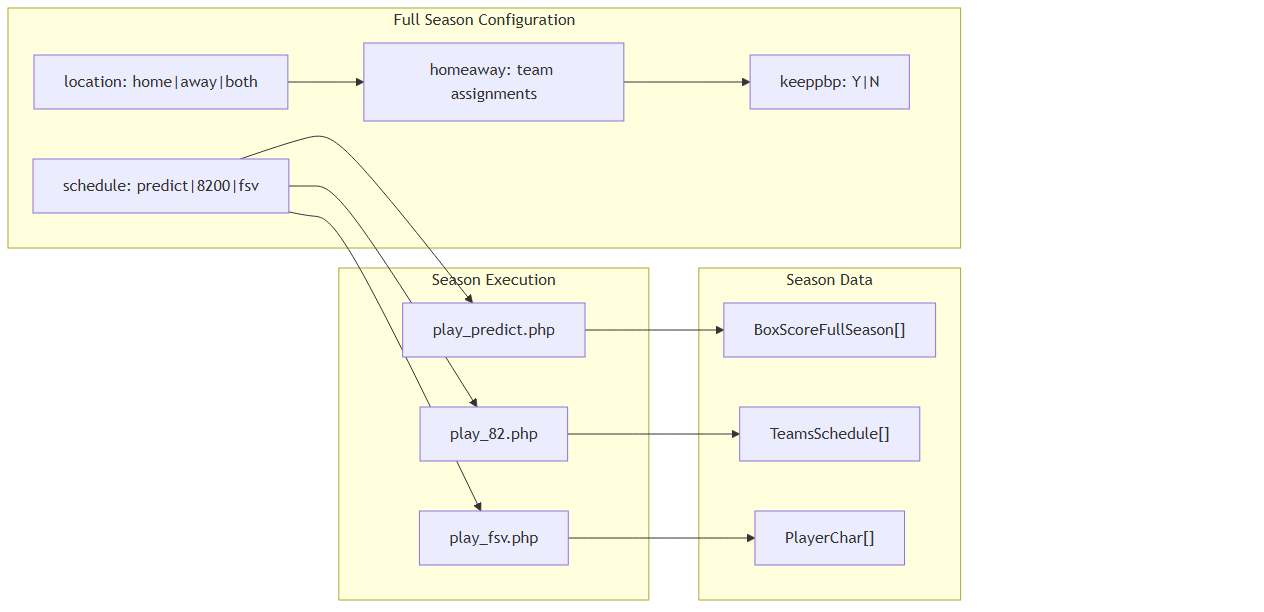 Full Season Configuration
location: home|away|both
homeaway: team
assignments
keeppbp: Y|N
schedule: predict|8200|fsv
Season Execution
Season Data
play_predict.php
BoxScoreFullSeason[]
play_82.php
TeamsSchedule[]
play_fsv.php
PlayerChar[]